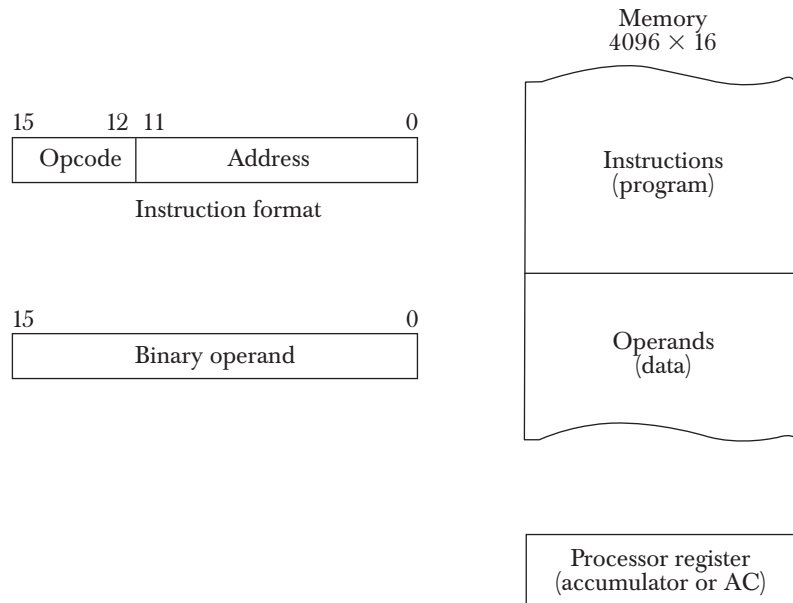 Memory
4096 × 16
15 12 11 0
Opcode Address
Instruction format
Instructions
(program)
15 0
Binary operand
Operands
(data)
Processor register
(accumulator or AC)